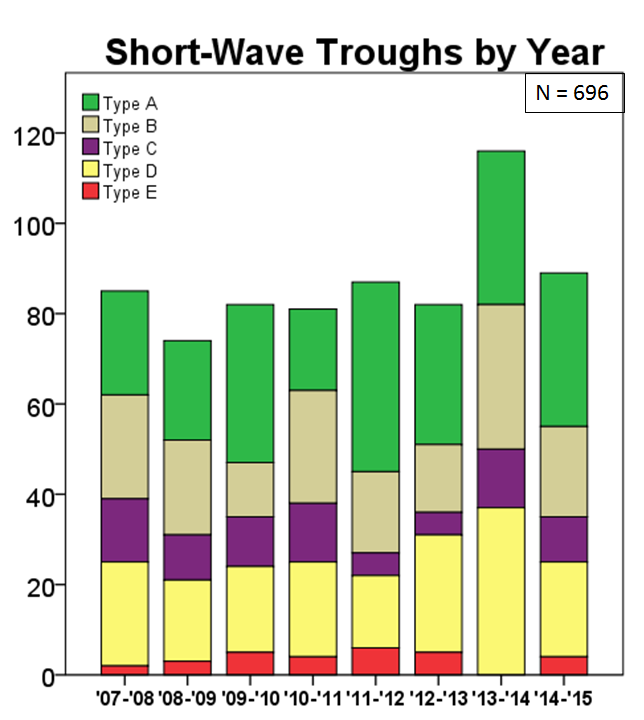 Short-Wave Troughs by Year
N = 696
Type A
Type B
Type C
Type D
Type E
120
100
80
60
40
20
0
'07-'08 '08-'09 '09-'10 '10-'11 '11-'12 '12-'13 '13-'14 '14-'15